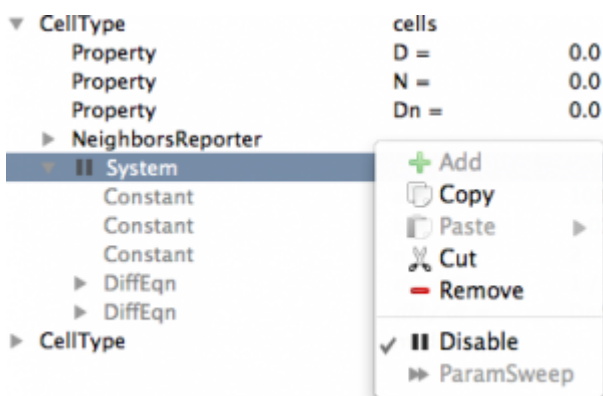 CellType cells
Property D = 0.0
Property N = 0.0
Property Dn = 0.0
NeighborsReporter
System
Add
Constant
Copy
Constant
Paste
Constant
Cut
DiffEqn
Remove
DiffEqn
CellType
Disable
ParamSweep